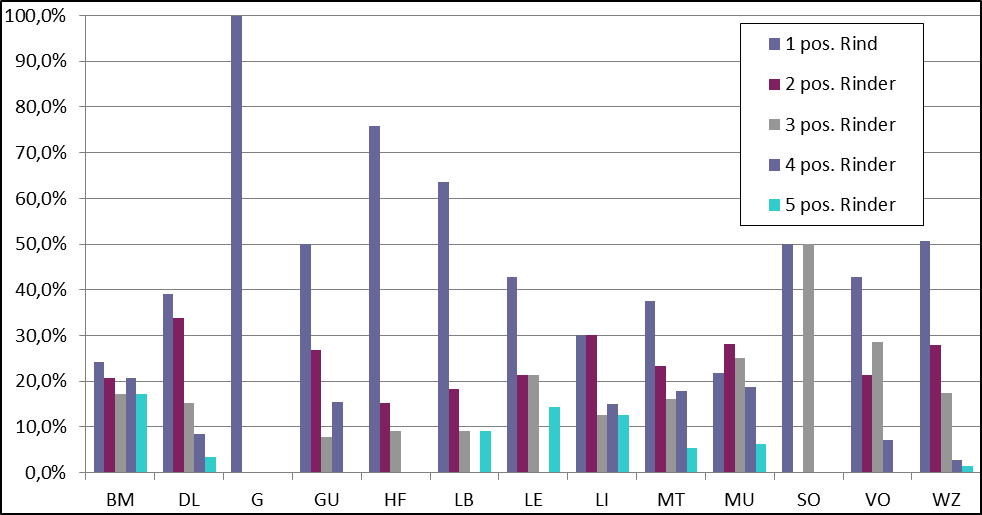 100,0%
90,0%
80,0%
70,0%
60,0%
50,0%
40,0%
30,0%
20,0%
10,0%
0,0%
1 pos. Rind
2 pos. Rinder
3 pos. Rinder
4 pos. Rinder
5 pos. Rinder
BM DL G GU HF LB LE LI MT MU SO VO WZ